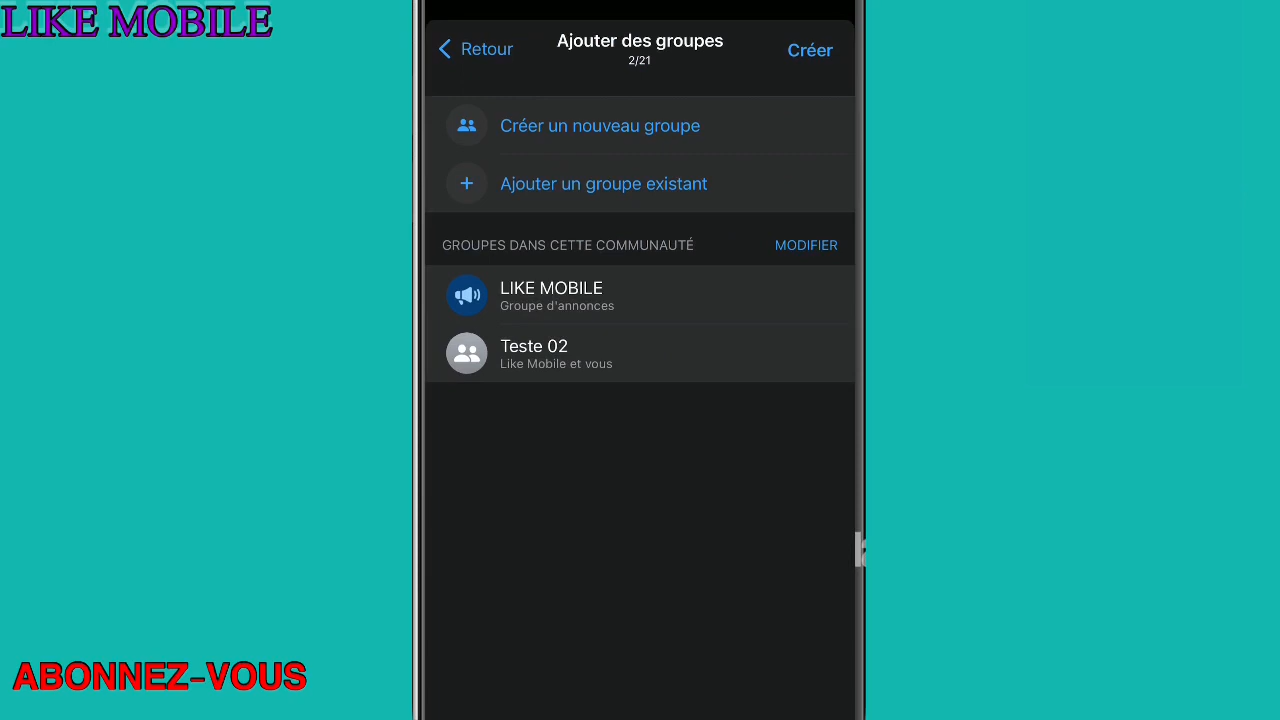 LIKE MOBILE
Retour
Ajouter des groupes
2/21
Créer
Créer un nouveau groupe
Ajouter un groupe existant
GROUPES DANS CETTE COMMUNAUTÉ
MODIFIER
LIKE MOBILE
Groupe d'annonces
Teste 02
Like Mobile et vous
ABONNEZ-VOUS